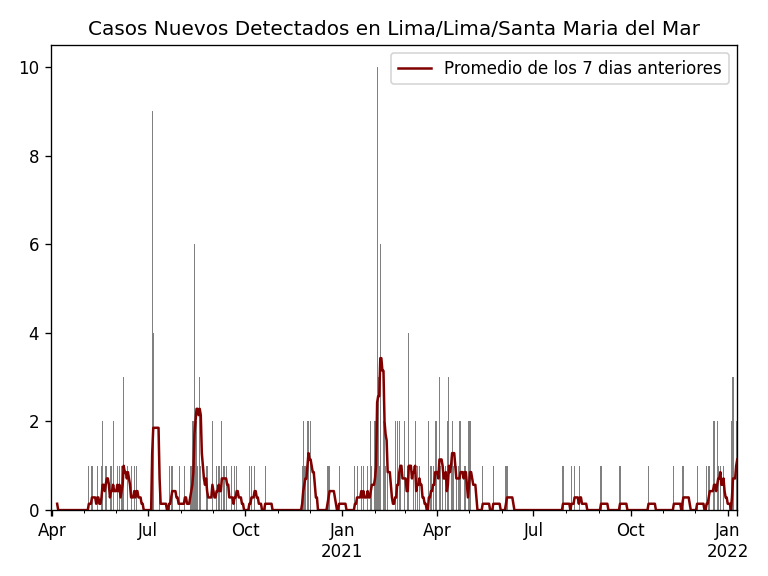 Casos Nuevos Detectados en Lima/Lima/Santa Maria del Mar
Promedio de los 7 dias anteriores
10
8
6
4
2
0
Apr Jul Oct Jan Apr Jul Oct Jan
2021 2022